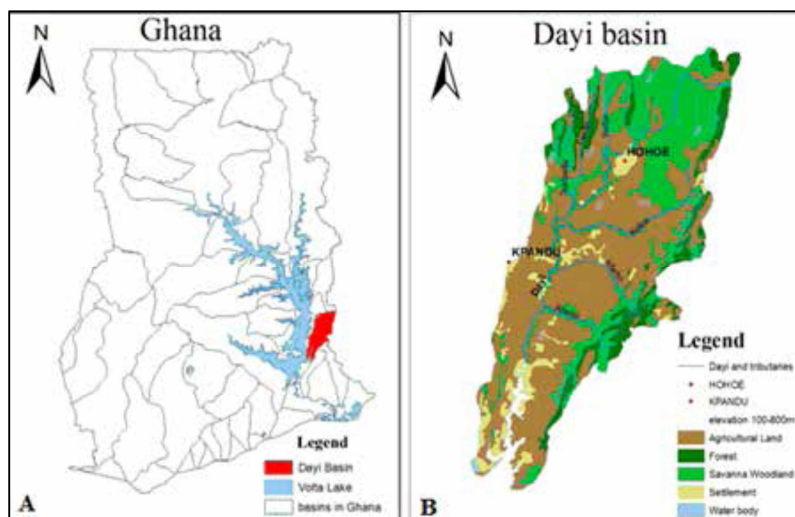 Ghana
N
Legend
Dayi Basin
Volta Lake
basins in Ghana
A
Dayi basin
N
HOHOE
KPANDU
DAYI
Legend
Dayi and tributaries
HOHOE
KPANDU
elevation 100-800m
Agricultural Land
Forest
Savanna Woodland
Settlement
Water body
B